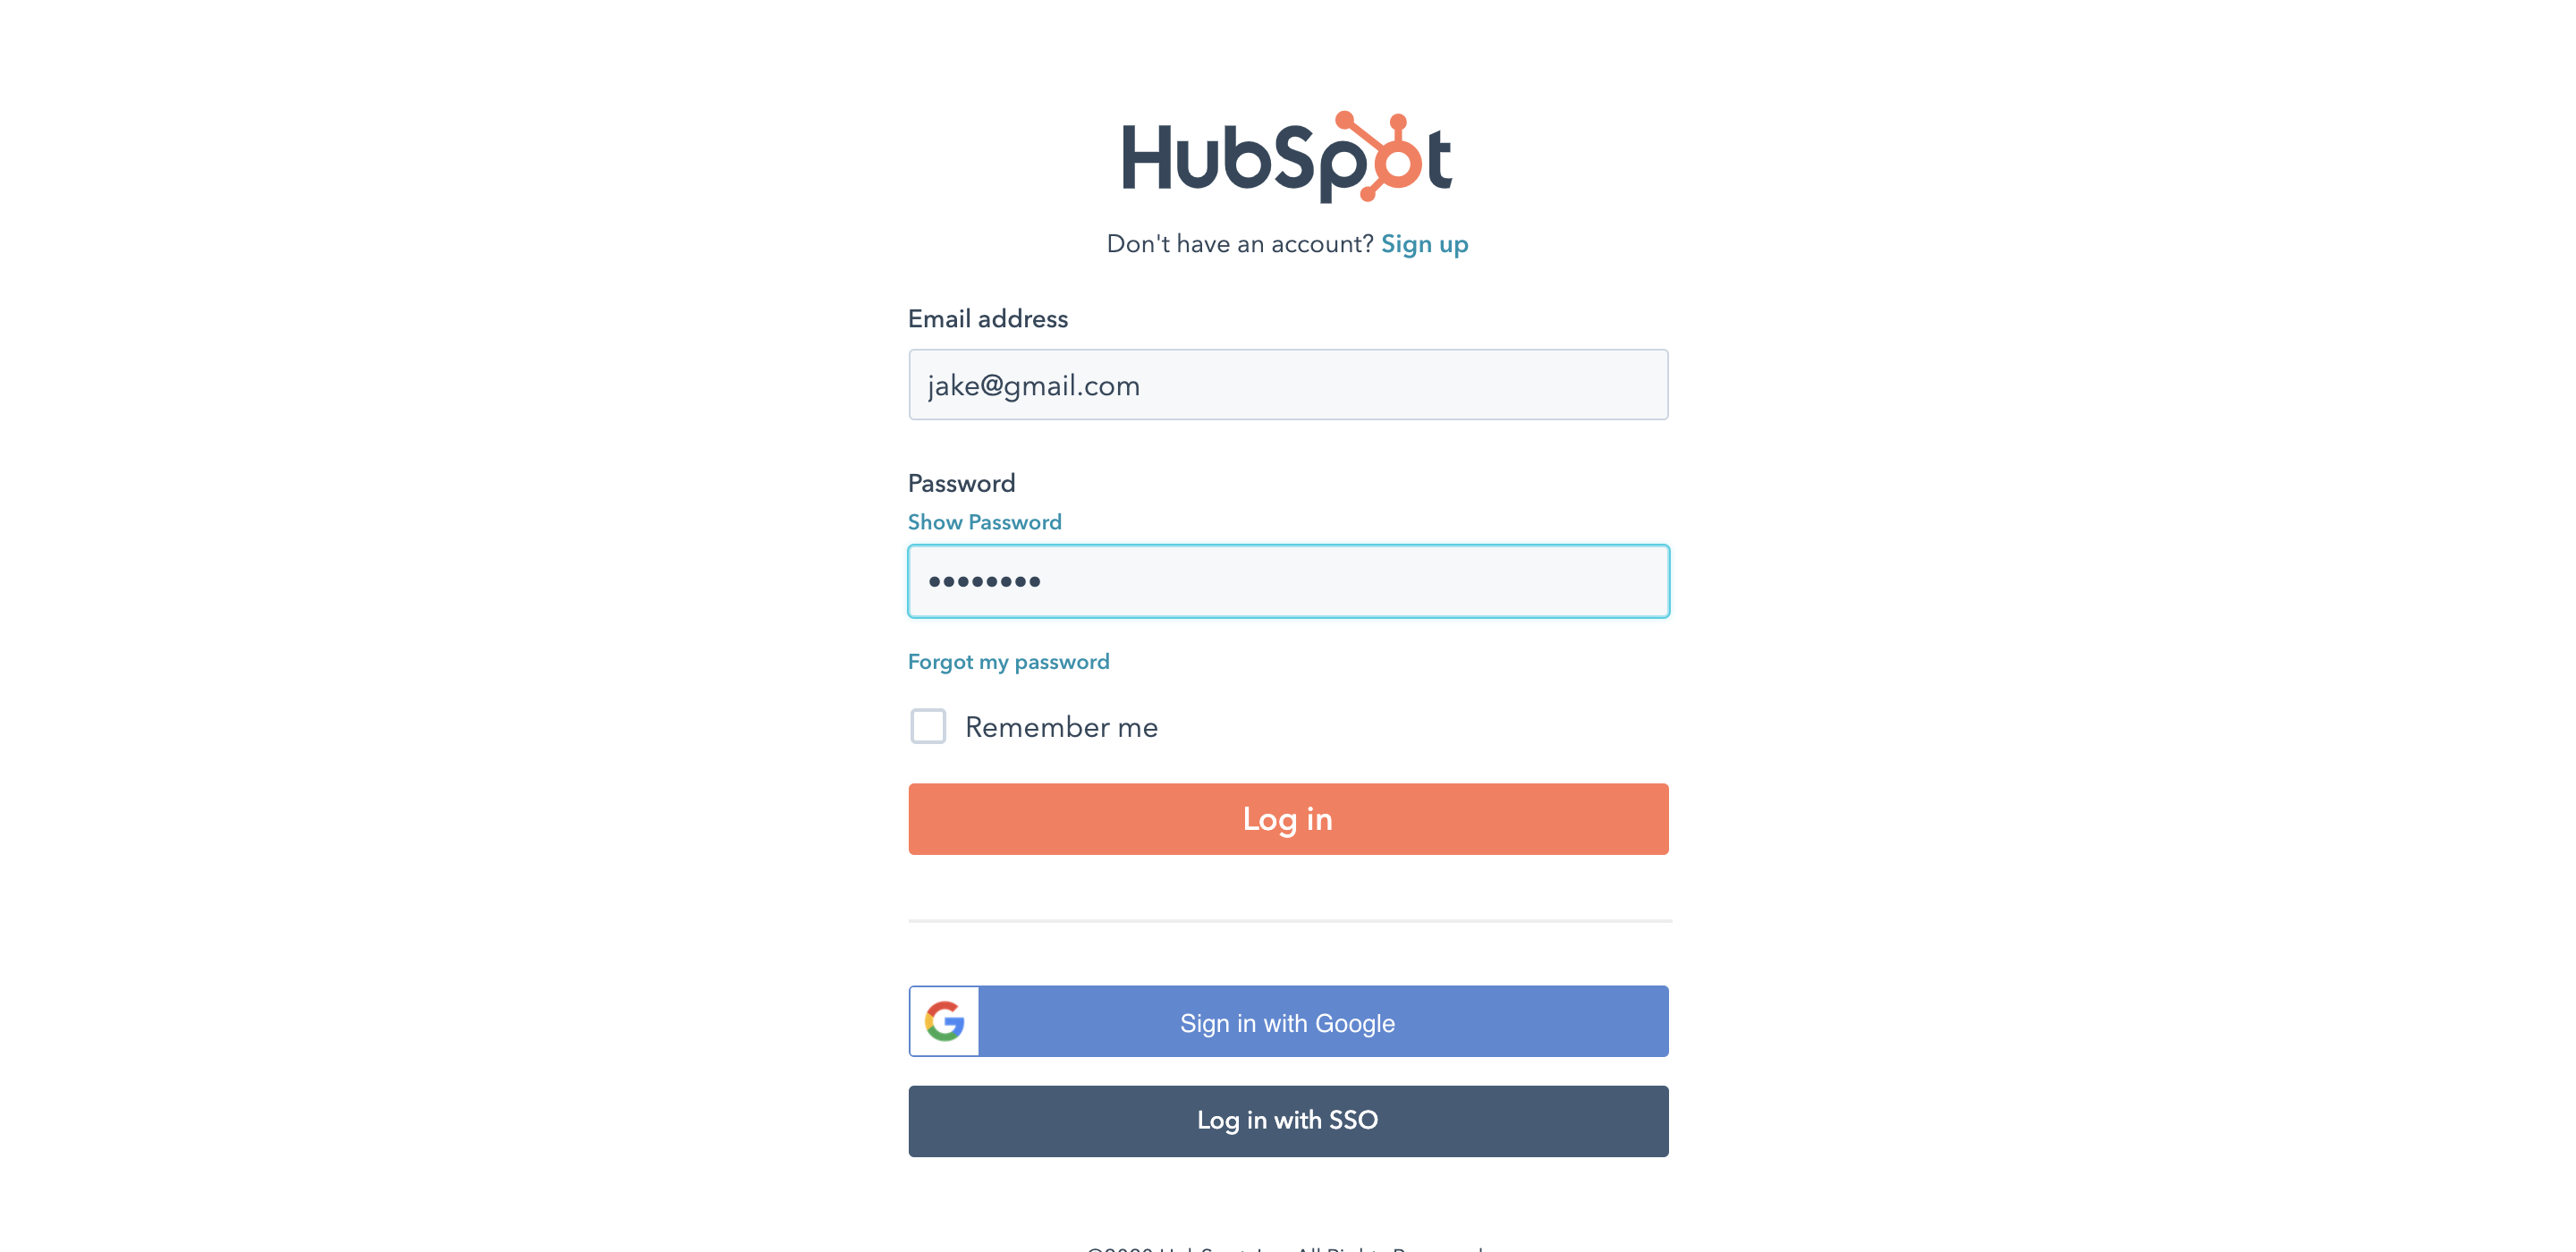 HubSpot
Don't have an account? Sign up
Email address
jake@gmail.com
Password
Show Password
••••••••
Forgot my password
Remember me
Log in
Sign in with Google
Log in with SSO